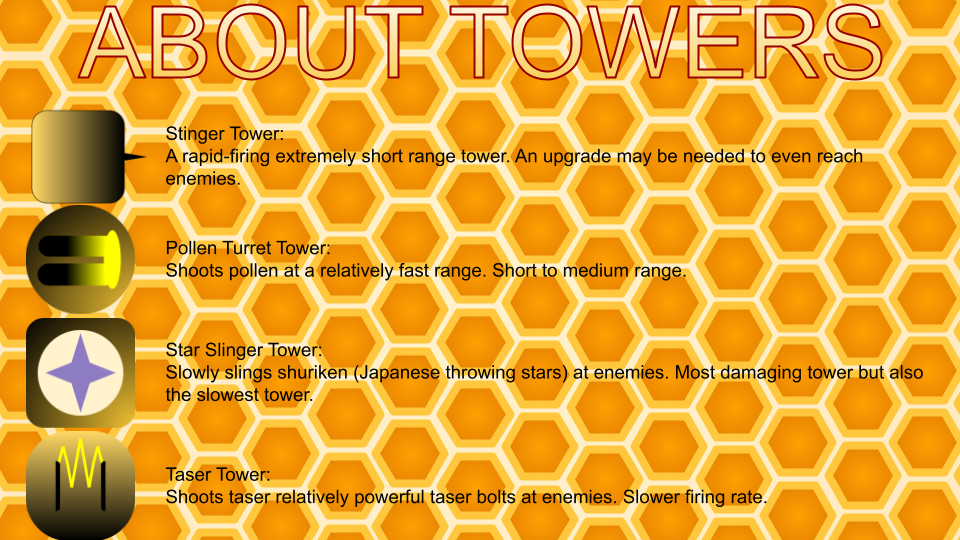 ABOUT TOWERS
Stinger Tower:
A rapid-firing extremely short range tower. An upgrade may be needed to even reach
enemies.
Pollen Turret Tower:
Shoots pollen at a relatively fast range. Short to medium range.
Star Slinger Tower:
Slowly slings shuriken (Japanese throwing stars) at enemies. Most damaging tower but also
the slowest tower.
Taser Tower:
Shoots taser relatively powerful taser bolts at enemies. Slower firing rate.